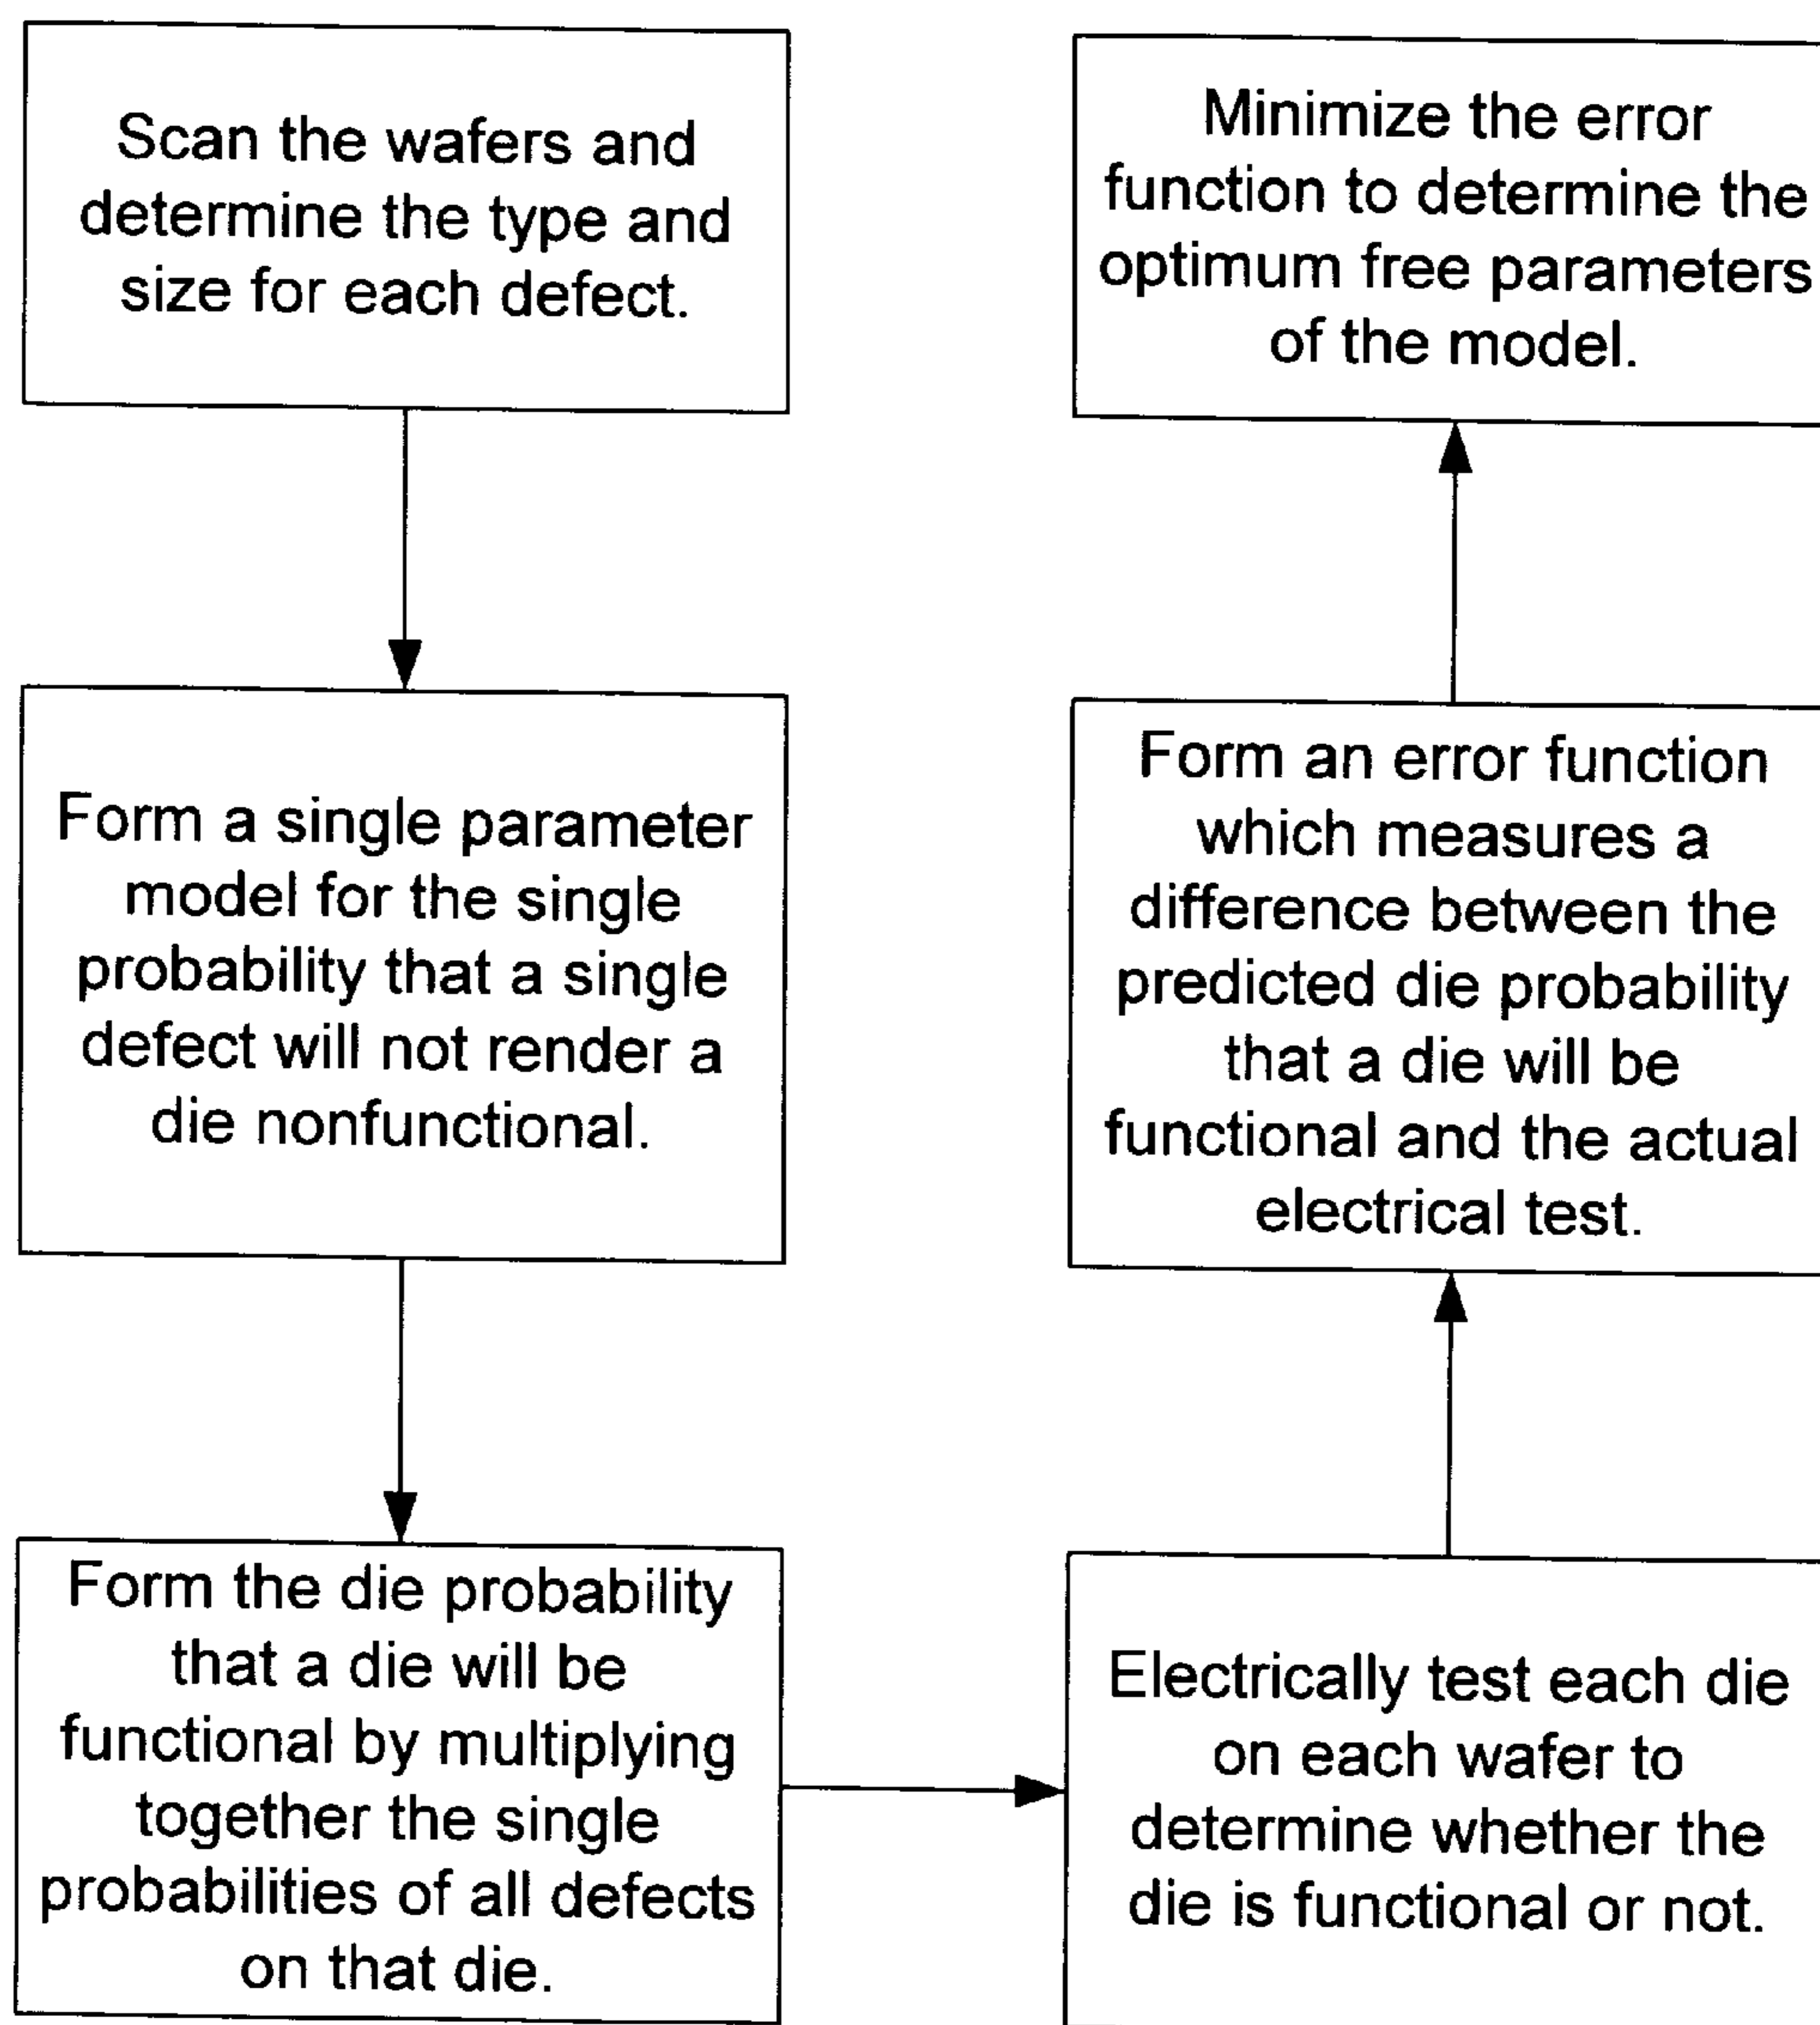 Scan the wafers and
determine the type and
size for each defect.
Form a single parameter
model for the single
probability that a single
defect will not render a
die nonfunctional.
Form the die probability
that a die will be
functional by multiplying
together the single
probabilities of all defects
on that die.
Electrically test each die
on each wafer to
determine whether the
die is functional or not.
Form an error function
which measures a
difference between the
predicted die probability
that a die will be
functional and the actual
electrical test.
Minimize the error
function to determine the
optimum free parameters
of the model.